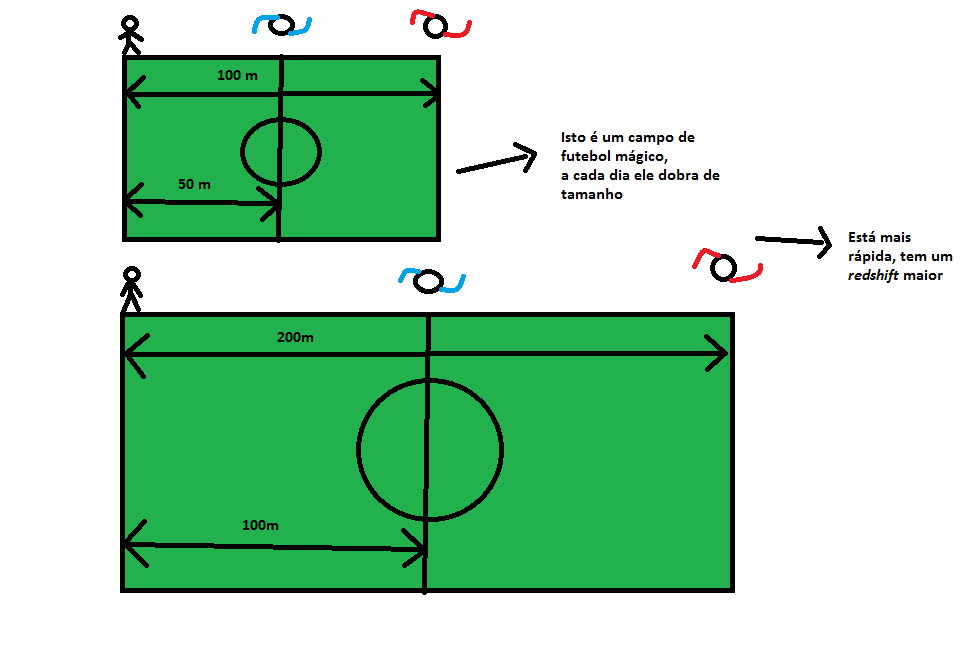 100 m
50 m
Isto é um campo de
futebol mágico,
a cada dia ele dobra de
tamanho
Está mais
rápida, tem um
redshift maior
200m
100m